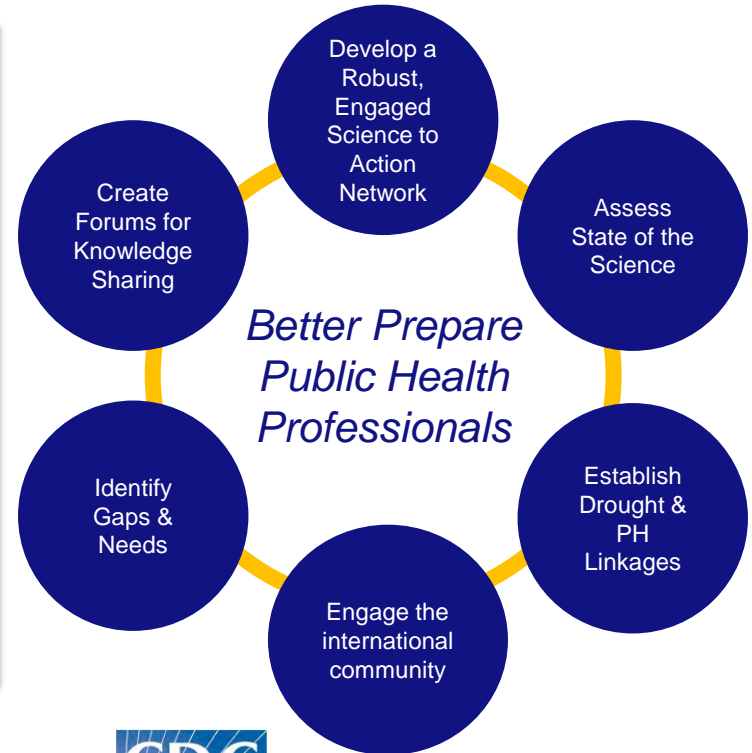 Develop a
Robust,
Engaged
Science to
Action
Network
Assess
State of the
Science
Establish
Drought &
PH
Linkages
Engage the
international
community
Identify
Gaps &
Needs
Create
Forums for
Knowledge
Sharing
Better Prepare
Public Health
Professionals
CDC